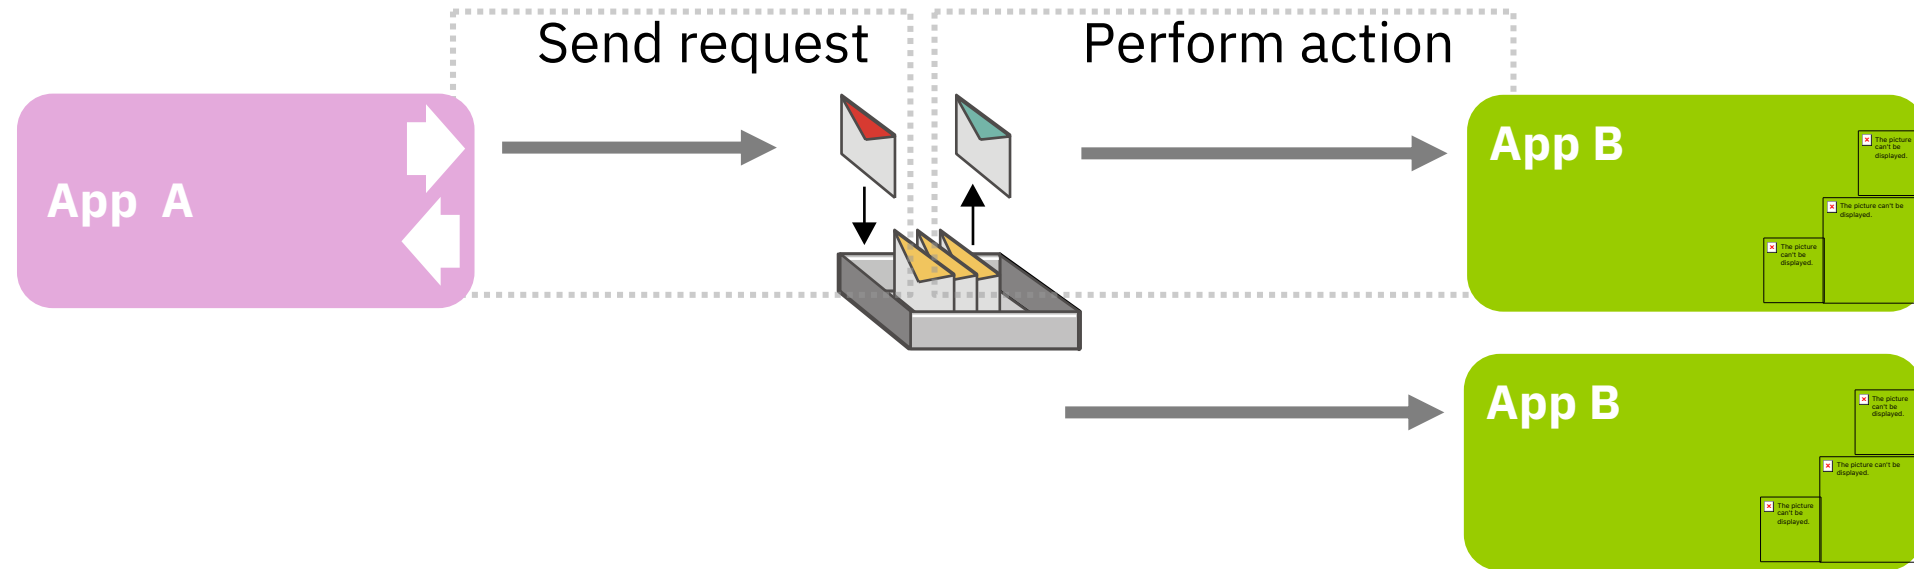 Send request
Perform action
App A
App B
The picture
can't be
displayed.
The picture can't be
displayed.
The picture
can't be
displayed.
App B
The picture
can't be
displayed.
The picture can't be
displayed.
The picture
can't be
displayed.